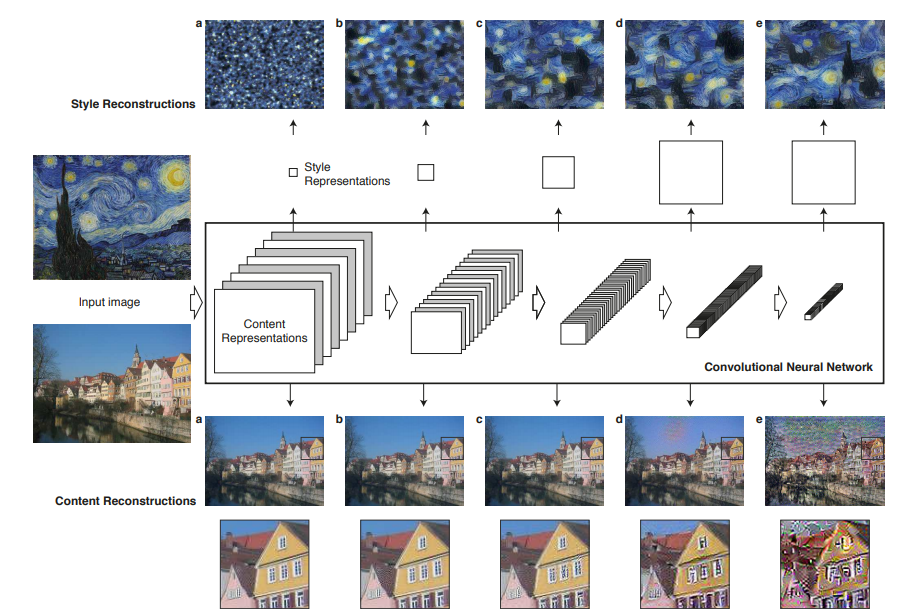 a
b
c
d
e
Style Reconstructions
Style
Representations
Input image
Content
Representations
Convolutional Neural Network
a
b
c
d
e
Content Reconstructions